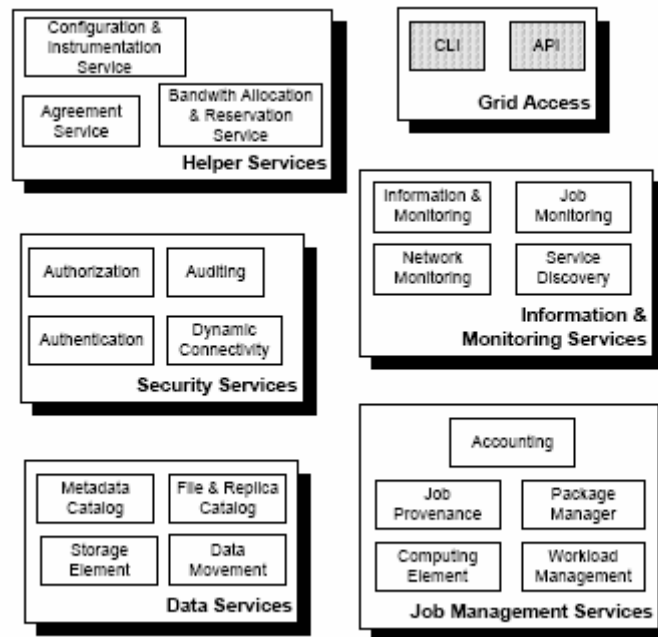 Configuration &
Instrumentation
Service
Agreement
Service
Bandwith Allocation
& Reservation
Service
Helper Services
CLI
API
Grid Access
Information &
Monitoring
Job
Monitoring
Network
Monitoring
Service
Discovery
Information &
Monitoring Services
Authorization
Auditing
Authentication
Dynamic
Connectivity
Security Services
Accounting
Job
Provenance
Package
Manager
Computing
Element
Workload
Management
Job Management Services
Metadata
Catalog
File & Replica
Catalog
Storage
Element
Data
Movement
Data Services